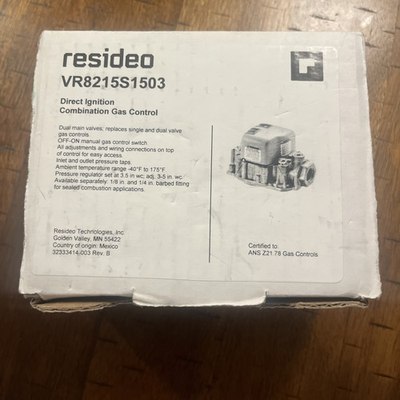 resideo
VR8215S1503
Direct Ignition
Combination Gas Control
Dual main valves, replaces single and dual valve
gas controls.
OFF-ON manual gas control switch.
All adjustments and wiring connections on top
of control for easy access.
Inlet and outlet pressure taps
Ambient temperature range -40°F to 175°F.
Pressure regulator set at 3.5 in wc; adj. 3-5 in. wc.
Available separately: 1/8 in. and 1/4 in. barbed fitting
for sealed combustion applications.
Resideo Technologies, Inc
Golden Valley, MN 55422
Country of origin: Mexico
32333414-003 Rev. B
Certified to:
ANS Z21.78 Gas Controls